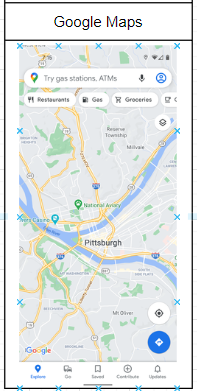 Google Maps
Try gas stations, ATMs
Restaurants
Gas
Groceries
Reserve
Township
Millvale
National Aviary
Pittsburgh
Mt Oliver
Google
Explore
Go
Saved
Contribute
Updates